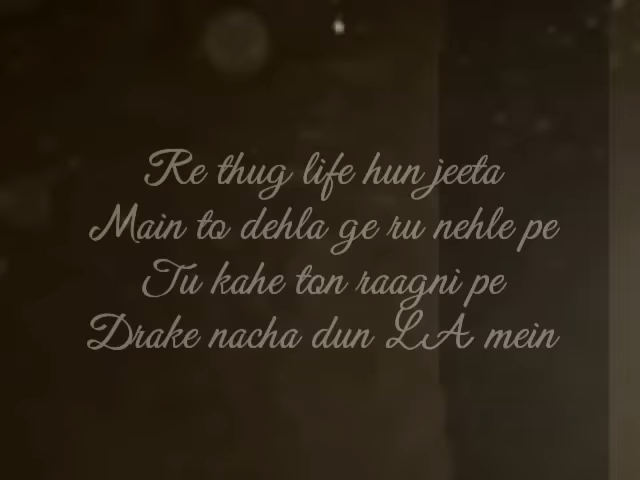 Re thug life hun jeeta
Main to dehla ge ru nehle pe
Tu kahe ton raagni pe
Drake nacha dun LA mein